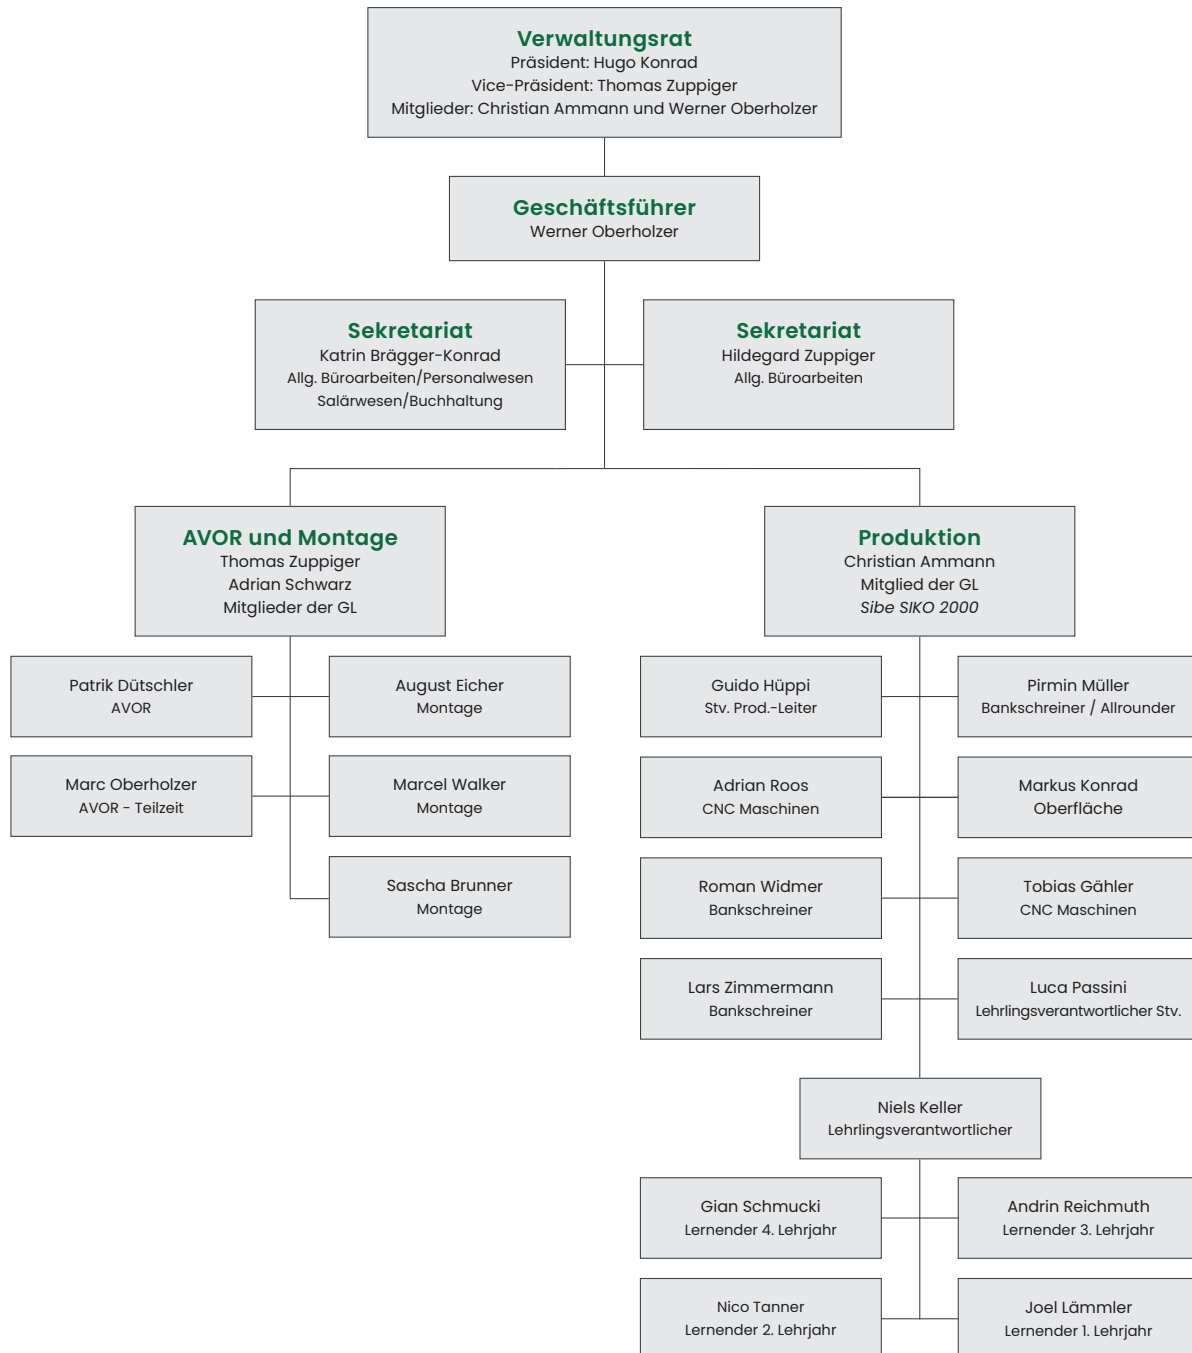 Verwaltungsrat
Präsident: Hugo Konrad
Vice-Präsident: Thomas Zuppiger
Mitglieder: Christian Ammann und Werner Oberholzer
Geschäftsführer
Werner Oberholzer
Sekretariat
Katrin Brägger-Konrad
Allg. Büroarbeiten/Personalwesen
Salärwesen/Buchhaltung
Sekretariat
Hildegard Zuppiger
Allg. Büroarbeiten
AVOR und Montage
Thomas Zuppiger
Adrian Schwarz
Mitglieder der GL
Produktion
Christian Ammann
Mitglied der GL
Sibe SIKO 2000
Patrik Dütschler
AVOR
August Eicher
Montage
Marc Oberholzer
AVOR - Teilzeit
Marcel Walker
Montage
Sascha Brunner
Montage
Guido Hüppi
Stv. Prod.-Leiter
Pirmin Müller
Bankschreiner / Allrounder
Adrian Roos
CNC Maschinen
Markus Konrad
Oberfläche
Roman Widmer
Bankschreiner
Tobias Gähler
CNC Maschinen
Lars Zimmermann
Bankschreiner
Luca Passini
Lehrlingsverantwortlicher Stv.
Niels Keller
Lehrlingsverantwortlicher
Gian Schmucki
Lernender 4. Lehrjahr
Andrin Reichmuth
Lernender 3. Lehrjahr
Nico Tanner
Lernender 2. Lehrjahr
Joel Lämmler
Lernender 1. Lehrjahr